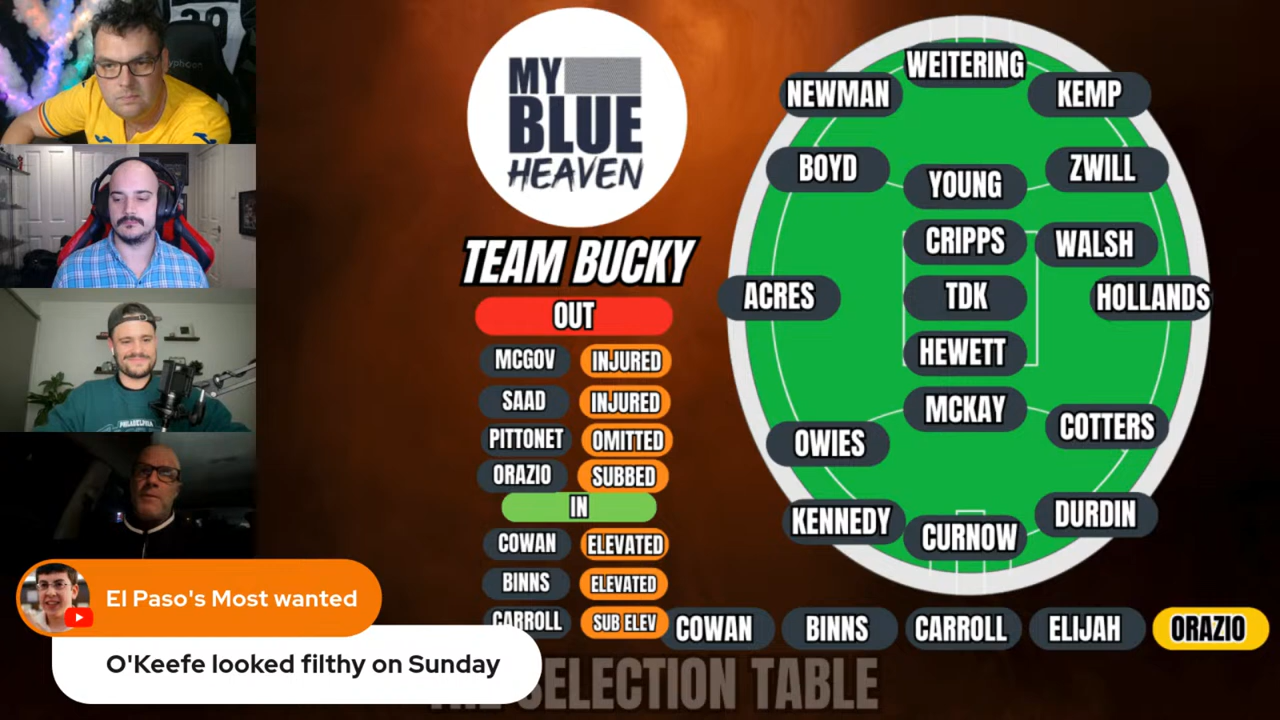 MY
BLUE
HEAVEN
TEAM BUCKY
OUT
MCGOV INJURED
SAAD INJURED
PITTONET OMITTED
ORAZIO SUBBED
IN
COWAN ELEVATED
BINNS ELEVATED
CARROLL SUB ELEV
WEITERING
NEWMAN KEMP
BOYD YOUNG ZWILL
CRIPPS WALSH
ACRES TDK HOLLANDS
HEWETT
MCKAY
OWIES COTTERS
KENNEDY CURNOW DURDIN
COWAN BINNS CARROLL ELIJAH ORAZIO
SELECTION TABLE
El Paso's Most wanted
O'Keefe looked filthy on Sunday
PHILADELPHIA